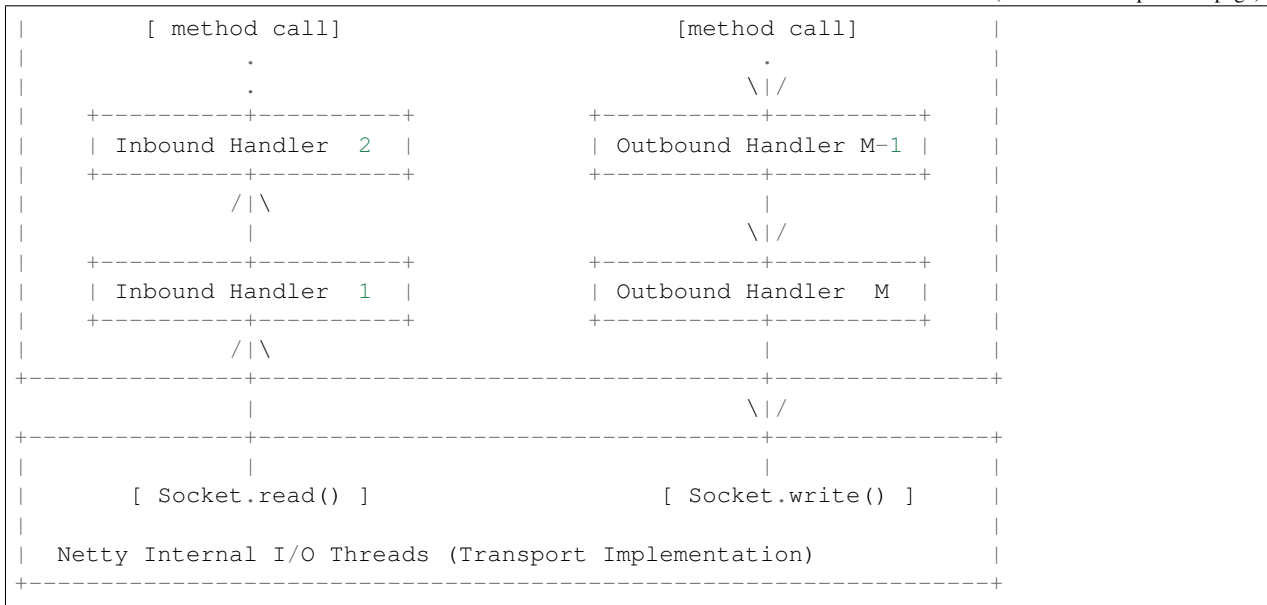 |        [ method call]                       [method call]         |
|               .                                   .               |
|               .                                  \|/              |
|    +----------+----------+            +-----------+----------+    |
|    | Inbound Handler  2  |            | Outbound Handler M-1 |    |
|    +----------+----------+            +-----------+----------+    |
|              /|\                                  |               |
|               |                                  \|/              |
|    +----------+----------+            +-----------+----------+    |
|    | Inbound Handler  1  |            | Outbound Handler  M  |    |
|    +----------+----------+            +-----------+----------+    |
|              /|\                                  |               |
+---------------+-----------------------------------+---------------+
                |                                  \|/
+---------------+-----------------------------------+---------------+
|               |                                   |               |
|       [ Socket.read() ]                    [ Socket.write() ]     |
|                                                                   |
|  Netty Internal I/O Threads (Transport Implementation)            |
+-------------------------------------------------------------------+